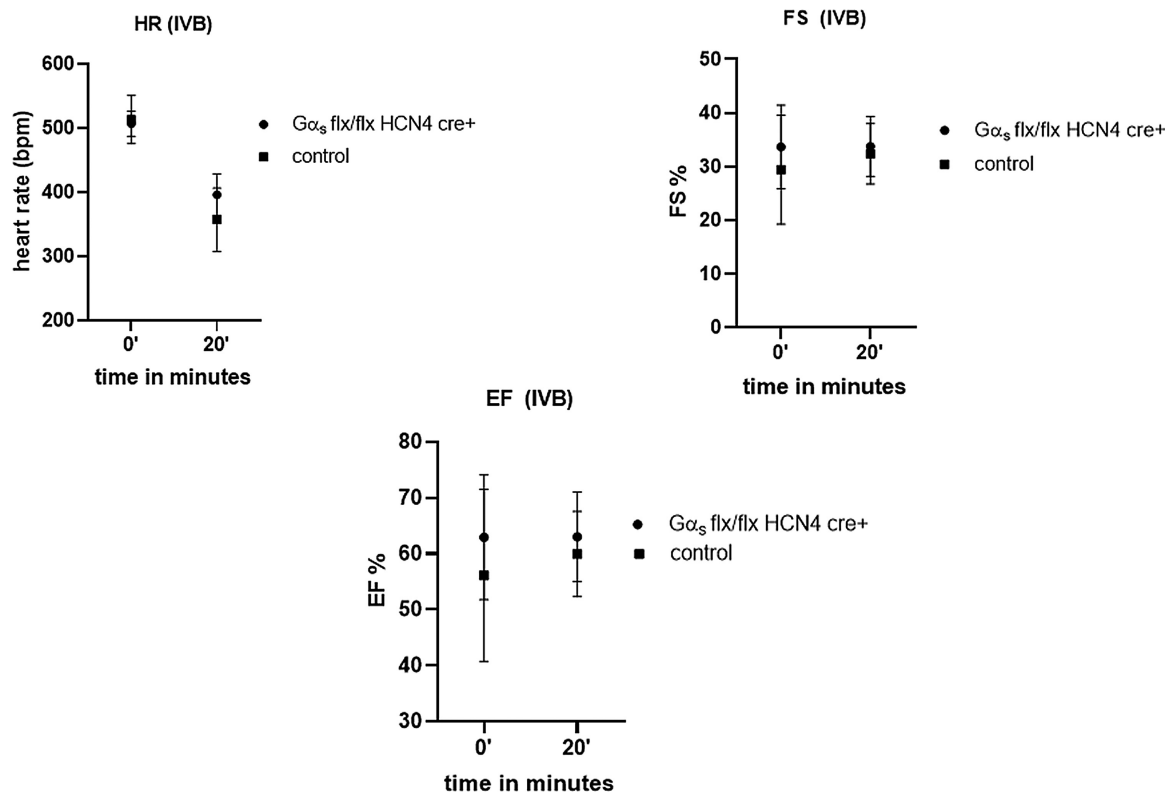 HR (IVB)
600
500
400
300
200
heart rate (bpm)
0' 20'
time in minutes
Gαs flx/flx HCN4 cre+
control
FS (IVB)
50
40
30
20
10
0
FS %
0' 20'
time in minutes
Gαs flx/flx HCN4 cre+
control
EF (IVB)
80
70
60
50
40
30
EF %
0' 20'
time in minutes
Gαs flx/flx HCN4 cre+
control